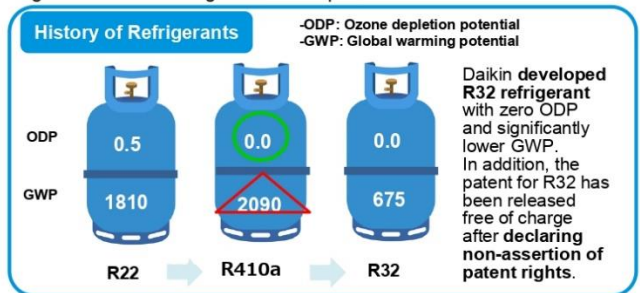 History of Refrigerants
-ODP: Ozone depletion potential
-GWP: Global warming potential
ODP
0.5
0.0
0.0
GWP
1810
2090
675
R22
R410a
R32
Daikin developed
R32 refrigerant
with zero ODP
and significantly
lower GWP.
In addition, the
patent for R32 has
been released
free of charge
after declaring
non-assertion of
patent rights.